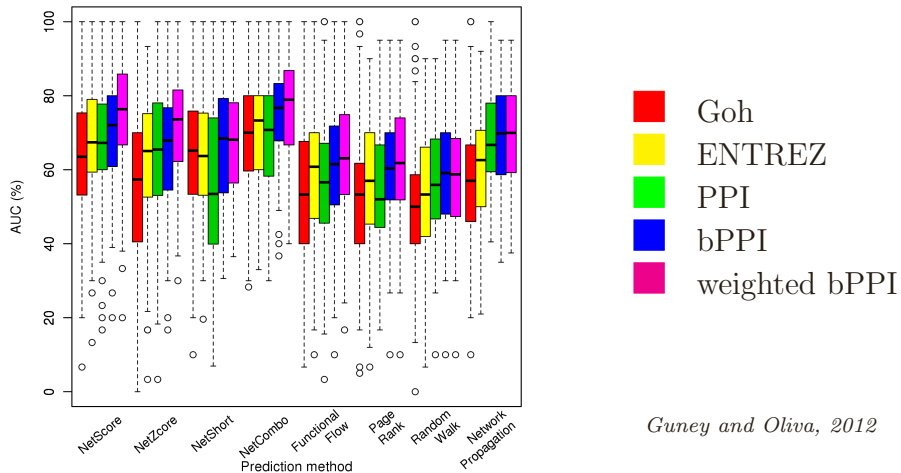 100
80
60
40
20
0
AUC (%)
NetScore
NetZcore
NetShort
NetCombo
Functional
Flow
Page
Rank
Random
Walk
Network
Propagation
Prediction method
Goh
ENTREZ
PPI
bPPI
weighted bPPI
Guney and Oliva, 2012